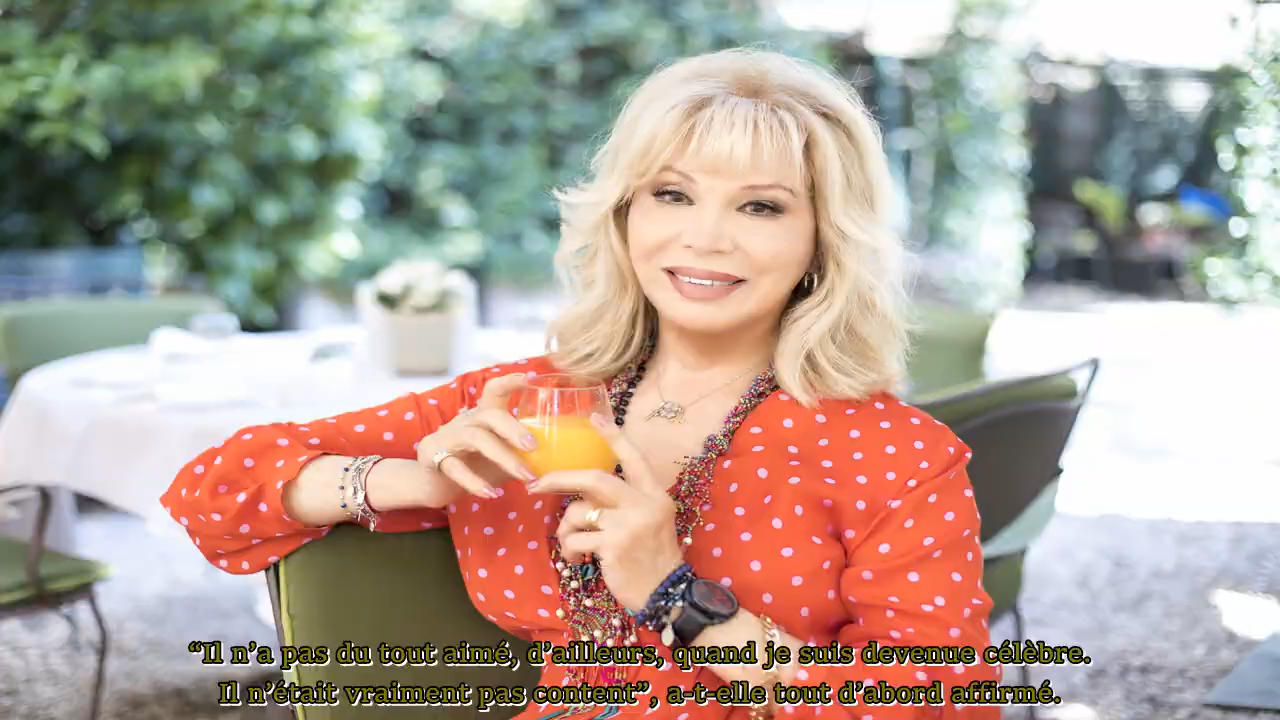 “Il n’a pas du tout aimé, d’ailleurs, quand je suis devenue célèbre.
Il n’était vraiment pas content”, a-t-elle tout d’abord affirmé.